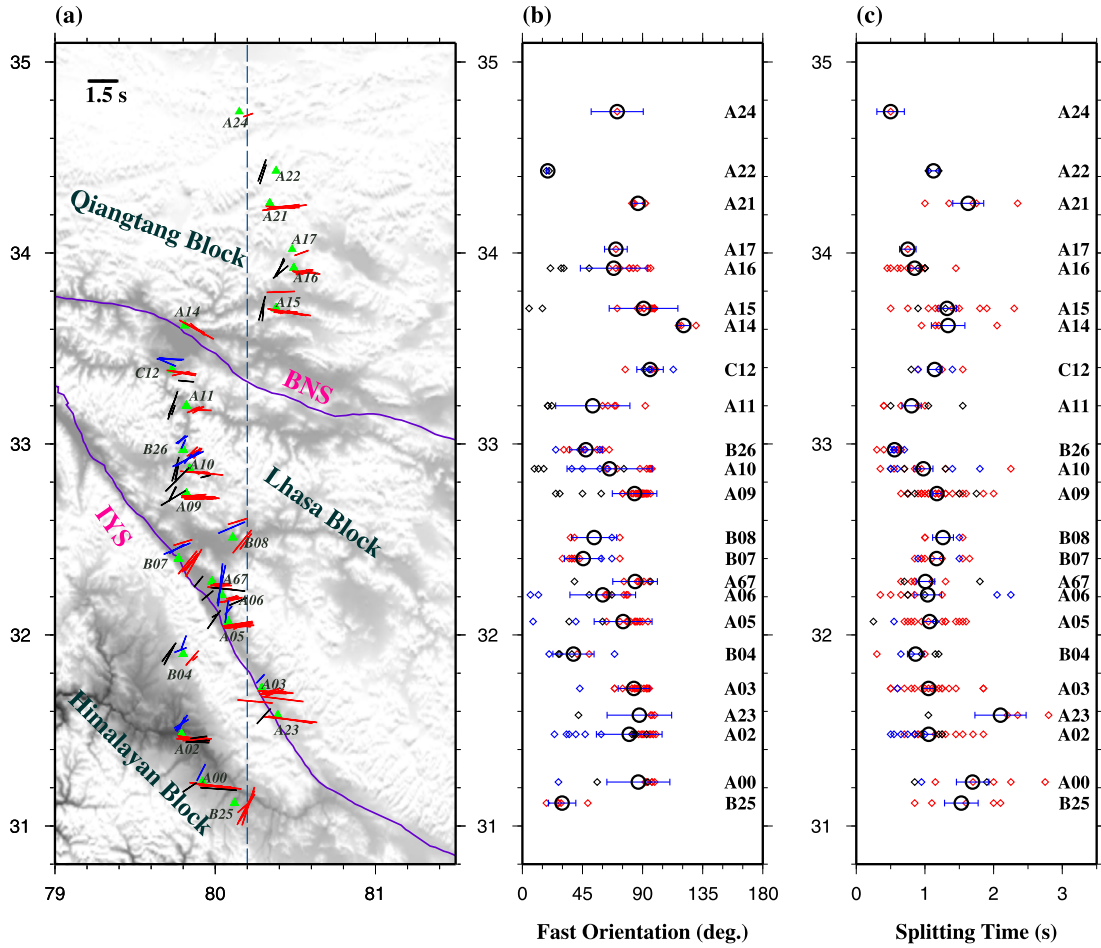 (a)
(b)
(c)
35
34
33
32
31
79
80
81
1.5 s
A24
A22
A21
A17
A16
A15
A14
C12
A11
B26
A10
A09
B08
B07
A67
A06
A05
B04
A03
A23
A02
A00
B25
Qiangtang Block
BNS
Lhasa Block
IYS
Himalayan Block
35
34
33
32
31
A24
A22
A21
A17
A16
A15
A14
C12
A11
B26
A10
A09
B08
B07
A67
A06
A05
B04
A03
A23
A02
A00
B25
0
45
90
135
180
Fast Orientation (deg.)
35
34
33
32
31
A24
A22
A21
A17
A16
A15
A14
C12
A11
B26
A10
A09
B08
B07
A67
A06
A05
B04
A03
A23
A02
A00
B25
0
1
2
3
Splitting Time (s)